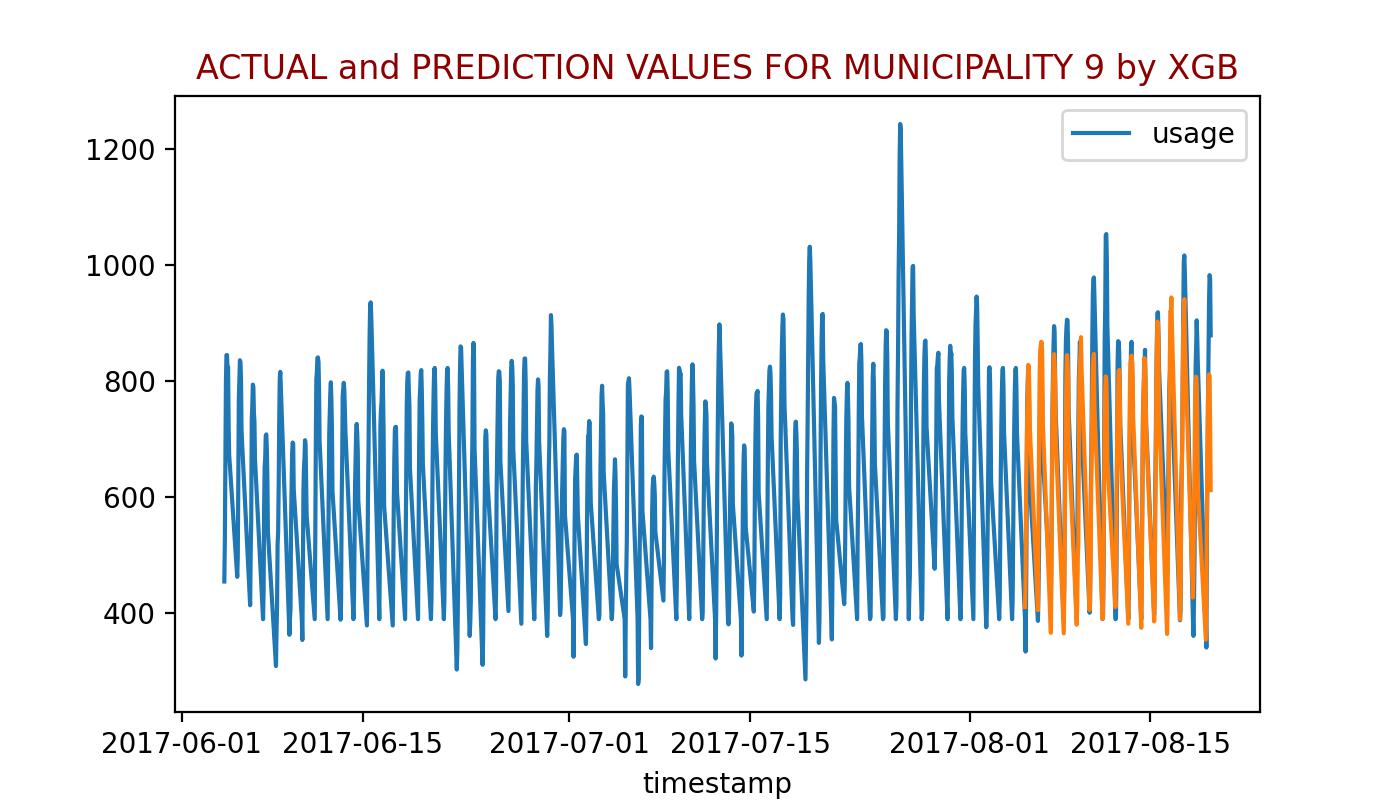 ACTUAL and PREDICTION VALUES FOR MUNICIPALITY 9 by XGB
usage
1200
1000
800
600
400
2017-06-01 2017-06-15 2017-07-01 2017-07-15 2017-08-01 2017-08-15
timestamp